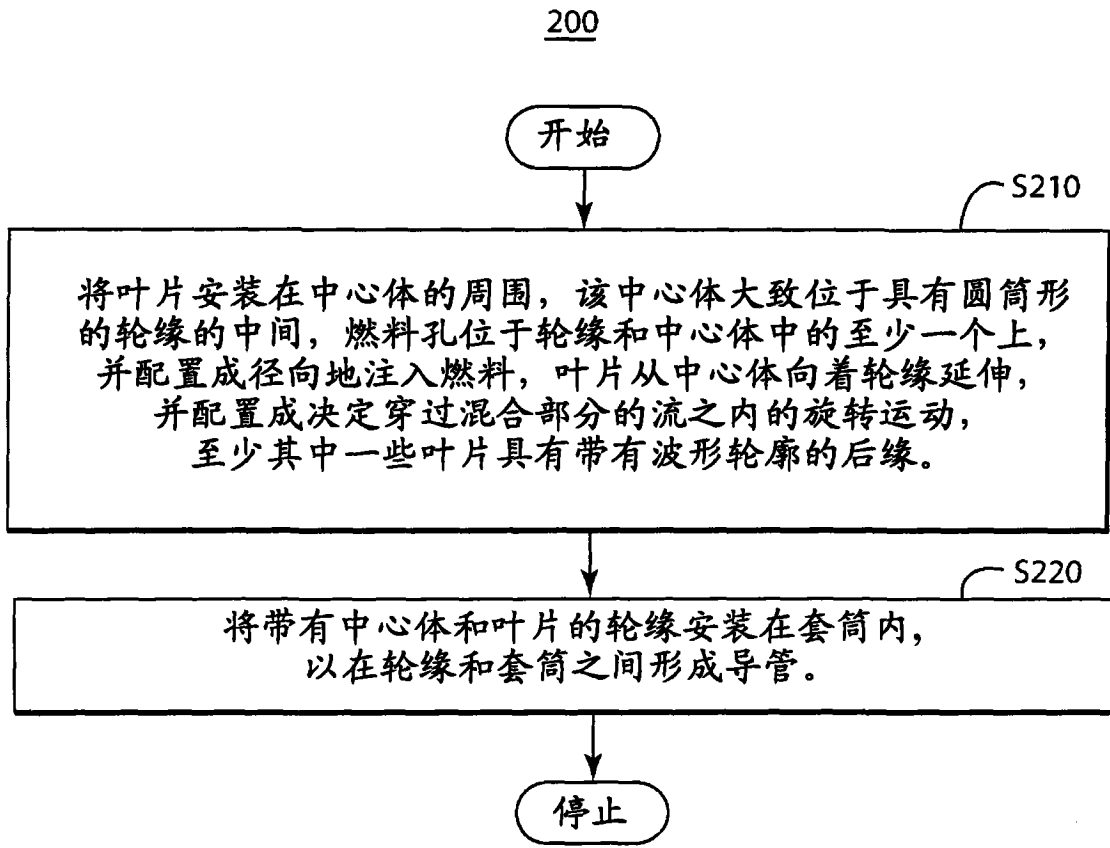 200
开始
S210
将叶片安装在中心体的周围，该中心体大致位于具有圆筒形
的轮缘的中间，燃料孔位于轮缘和中心体中的至少一个上，
并配置成径向地注入燃料，叶片从中心体向着轮缘延伸，
并配置成决定穿过混合部分的流之内的旋转运动，
至少其中一些叶片具有带有波形轮廓的后缘。
S220
将带有中心体和叶片的轮缘安装在套筒内，
以在轮缘和套筒之间形成导管。
停止